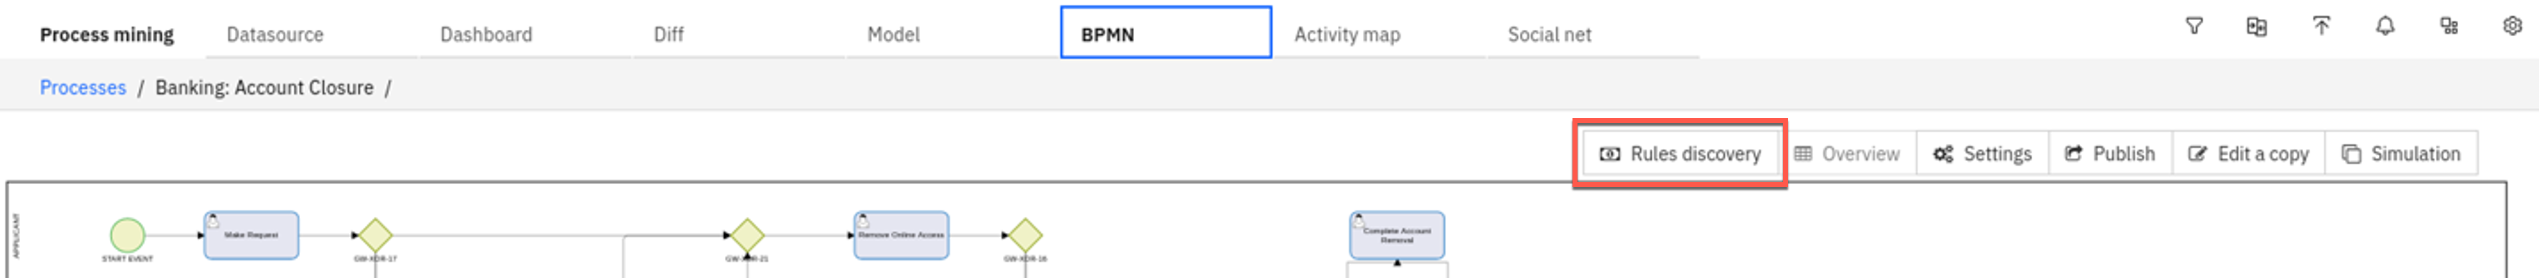 Process mining Datasource Dashboard Diff Model BPMN Activity map Social net
Processes / Banking: Account Closure /
Rules discovery Overview Settings Publish Edit a copy Simulation
APPLICANT
Make Request
Remove Online Access
Complete Account
Removal
START EVENT GW-XOR-17 GW-XOR-21 GW-XOR-16